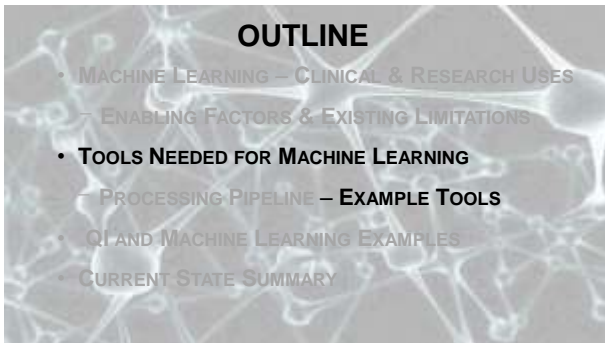 OUTLINE
• MACHINE LEARNING – CLINICAL & RESEARCH USES
– ENABLING FACTORS & EXISTING LIMITATIONS
• TOOLS NEEDED FOR MACHINE LEARNING
– PROCESSING PIPELINE – EXAMPLE TOOLS
• QI AND MACHINE LEARNING EXAMPLES
• CURRENT STATE SUMMARY